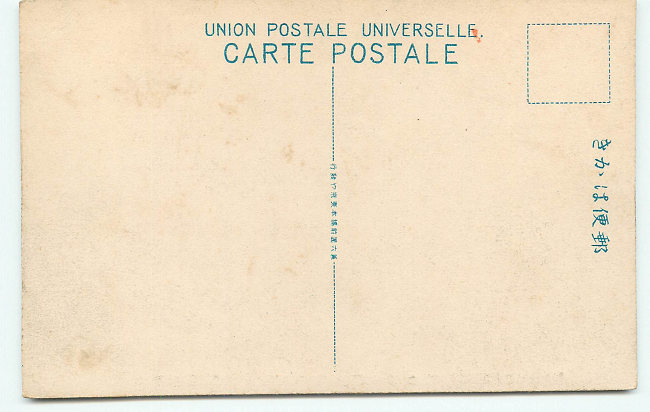 UNION POSTALE UNIVERSELLE.
CARTE POSTALE
きかは便郵